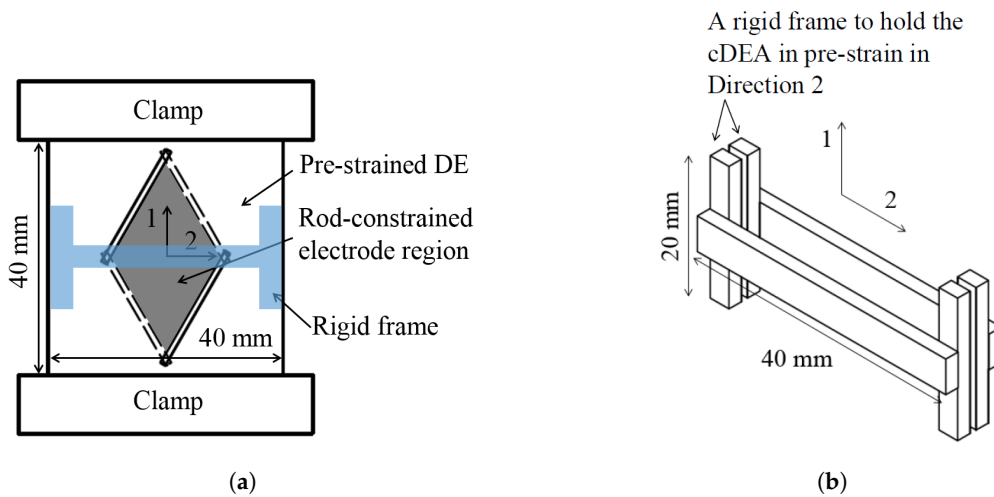 Clamp
Pre-strained DE
1
Rod-constrained
2
electrode region
40 mm
Rigid frame
40 mm
Clamp
(a)
A rigid frame to hold the
cDEA in pre-strain in
Direction 2
1
2
20 mm
40 mm
(b)